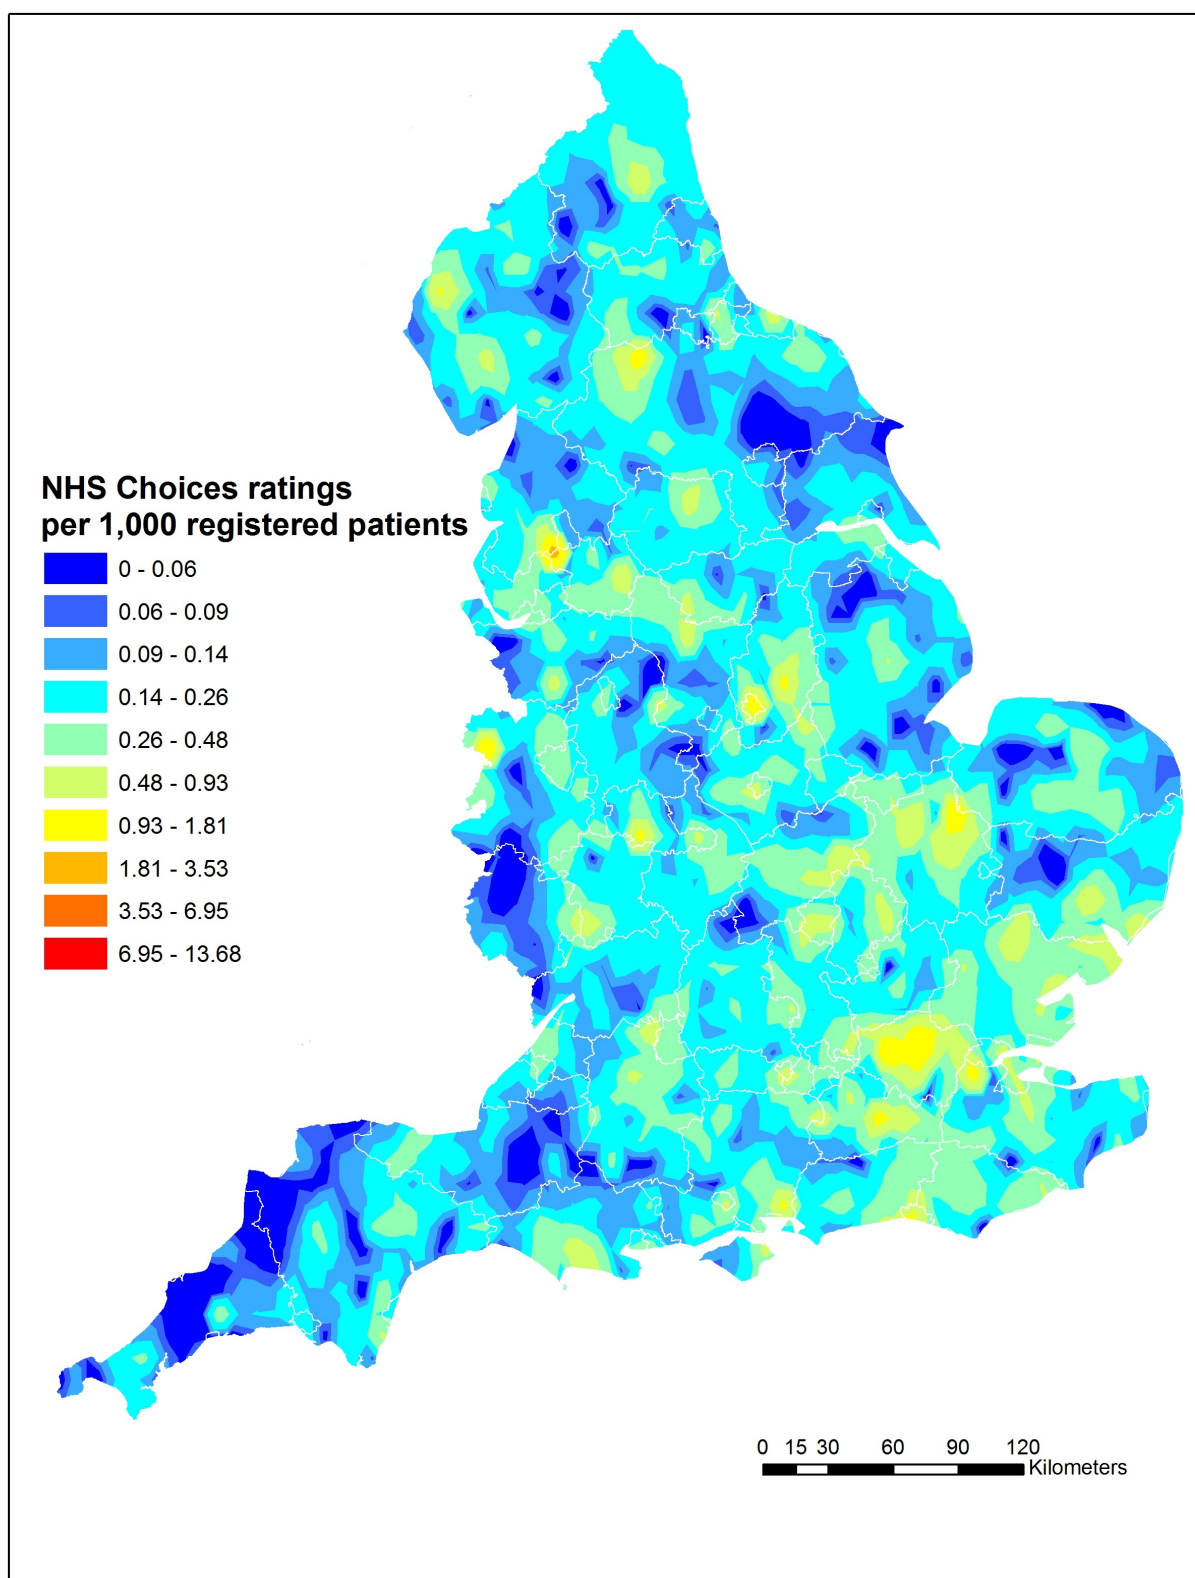 NHS Choices ratings
per 1,000 registered patients
0 - 0.06
0.06 - 0.09
0.09 - 0.14
0.14 - 0.26
0.26 - 0.48
0.48 - 0.93
0.93 - 1.81
1.81 - 3.53
3.53 - 6.95
6.95 - 13.68
0 15 30 60 90 120
Kilometers